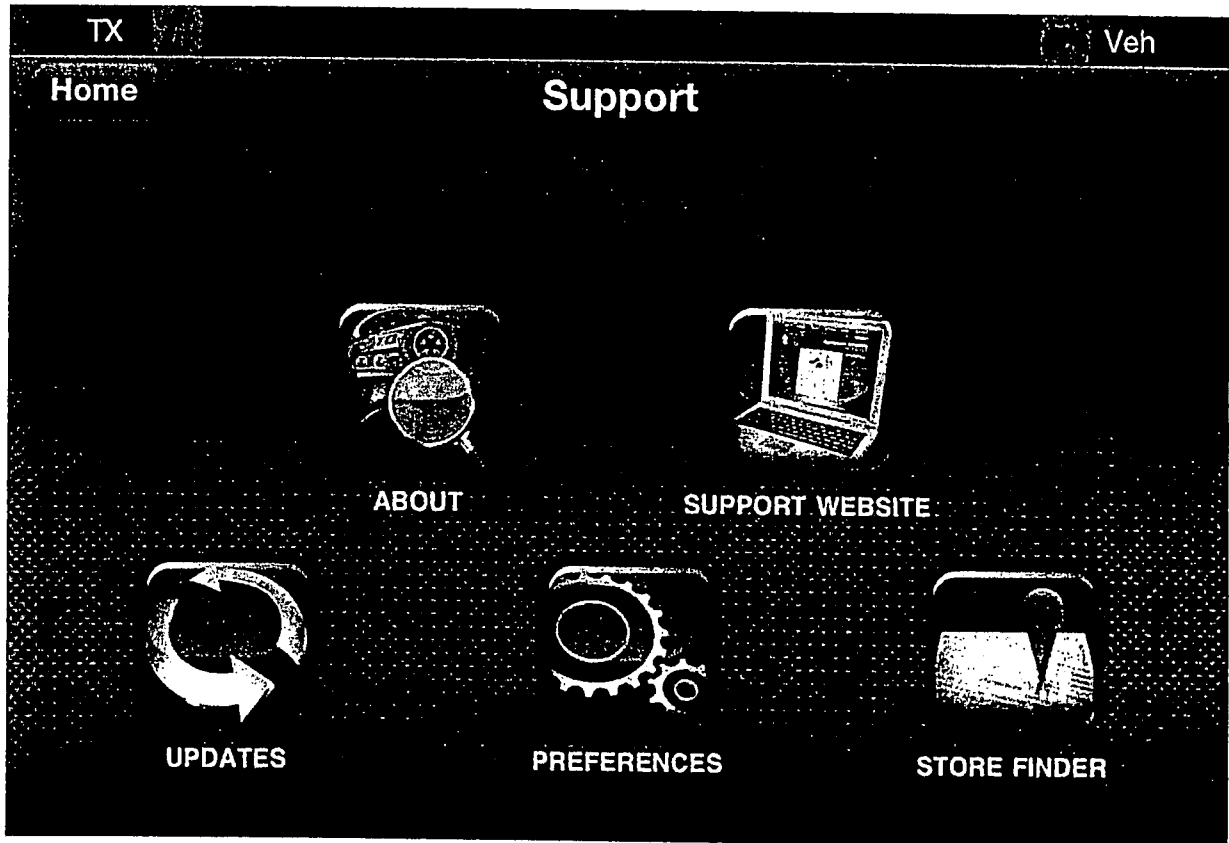 TX
Veh
Home
Support
ABOUT
SUPPORT WEBSITE
UPDATES
PREFERENCES
STORE FINDER